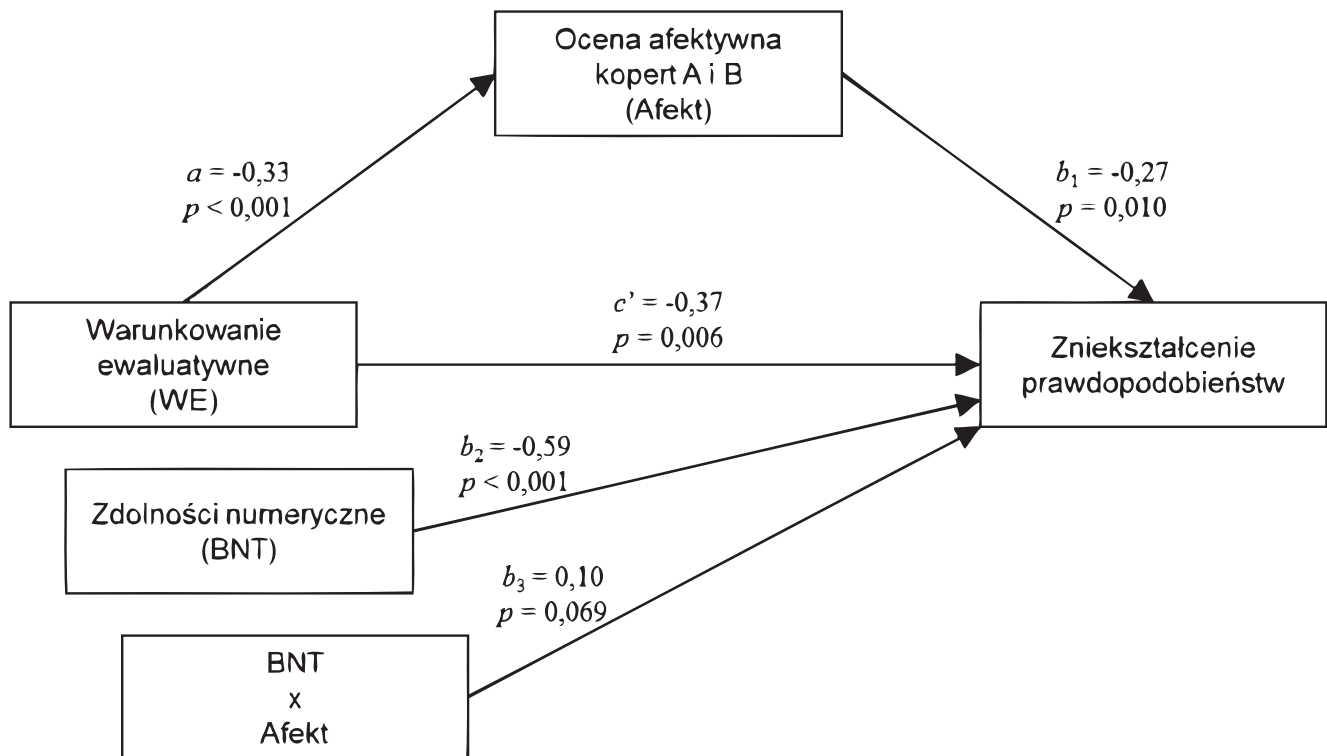 Ocena afektywna
kopert A i B
(Afekt)
a = -0,33
p < 0,001
b₁ = -0,27
p = 0,010
Warunkowanie
ewaluatywne
(WE)
c’ = -0,37
p = 0,006
Zniekształcenie
prawdopodobieństw
b₂ = -0,59
p < 0,001
Zdolności numeryczne
(BNT)
b₃ = 0,10
p = 0,069
BNT
x
Afekt